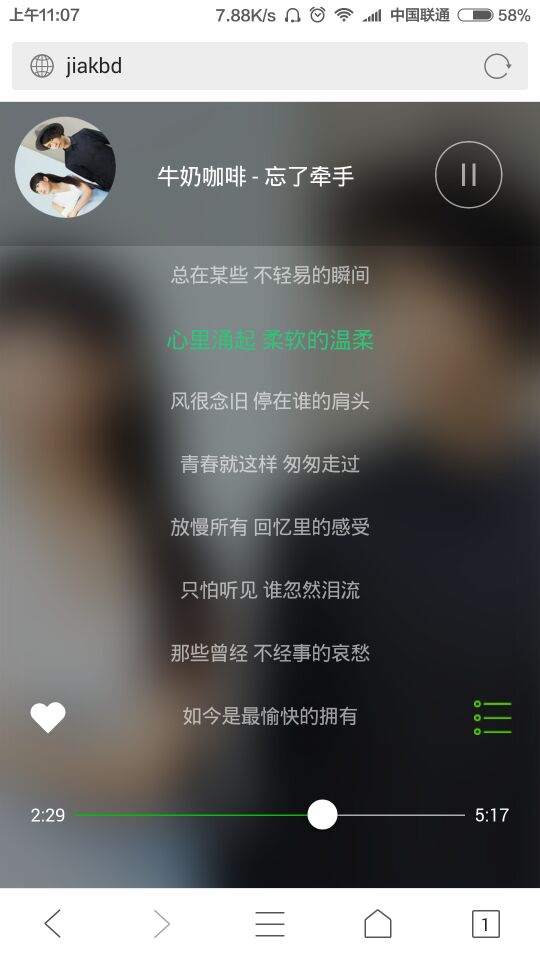 上午11:07 7.88K/s 中国联通 58%
jiakbd
牛奶咖啡 - 忘了牵手
总在某些 不轻易的瞬间
心里涌起 柔软的温柔
风很念旧 停在谁的肩头
青春就这样 匆匆走过
放慢所有 回忆里的感受
只怕听见 谁忽然泪流
那些曾经 不经事的哀愁
如今是最愉快的拥有
2:29 5:17
1